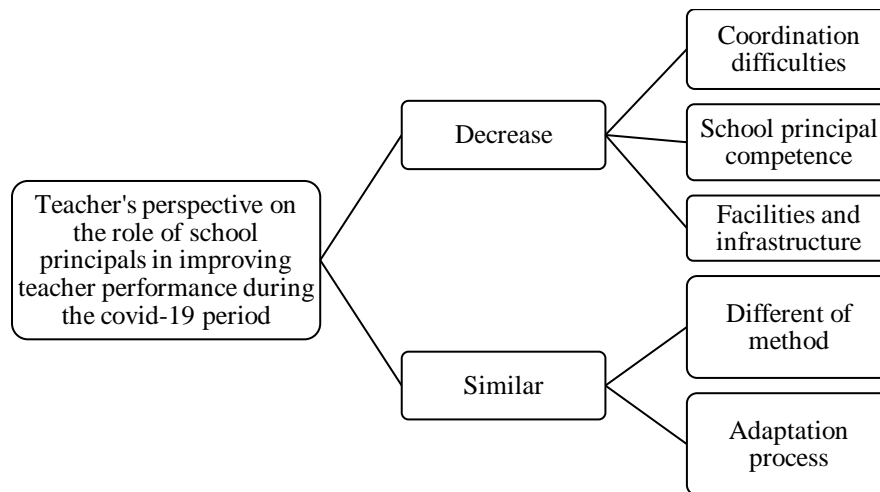 Teacher's perspective on
the role of school
principals in improving
teacher performance during
the covid-19 period
Decrease
Coordination
difficulties
School principal
competence
Facilities and
infrastructure
Similar
Different of
method
Adaptation
process